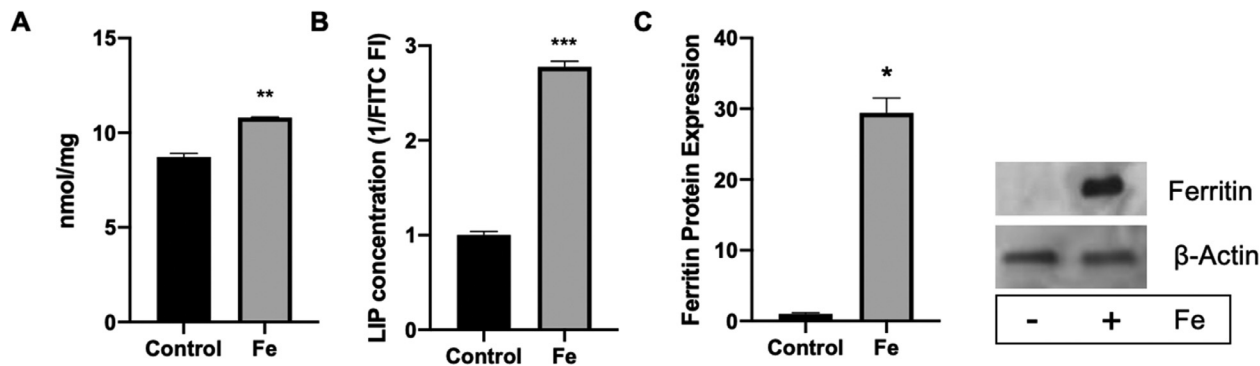 A
nmol/mg
15
10
5
0
**
Control Fe
B
LIP concentration (1/FITC FI)
3
2
1
0
***
Control Fe
C
Ferritin Protein Expression
40
30
20
10
0
*
Control Fe
Ferritin
β-Actin
- + Fe